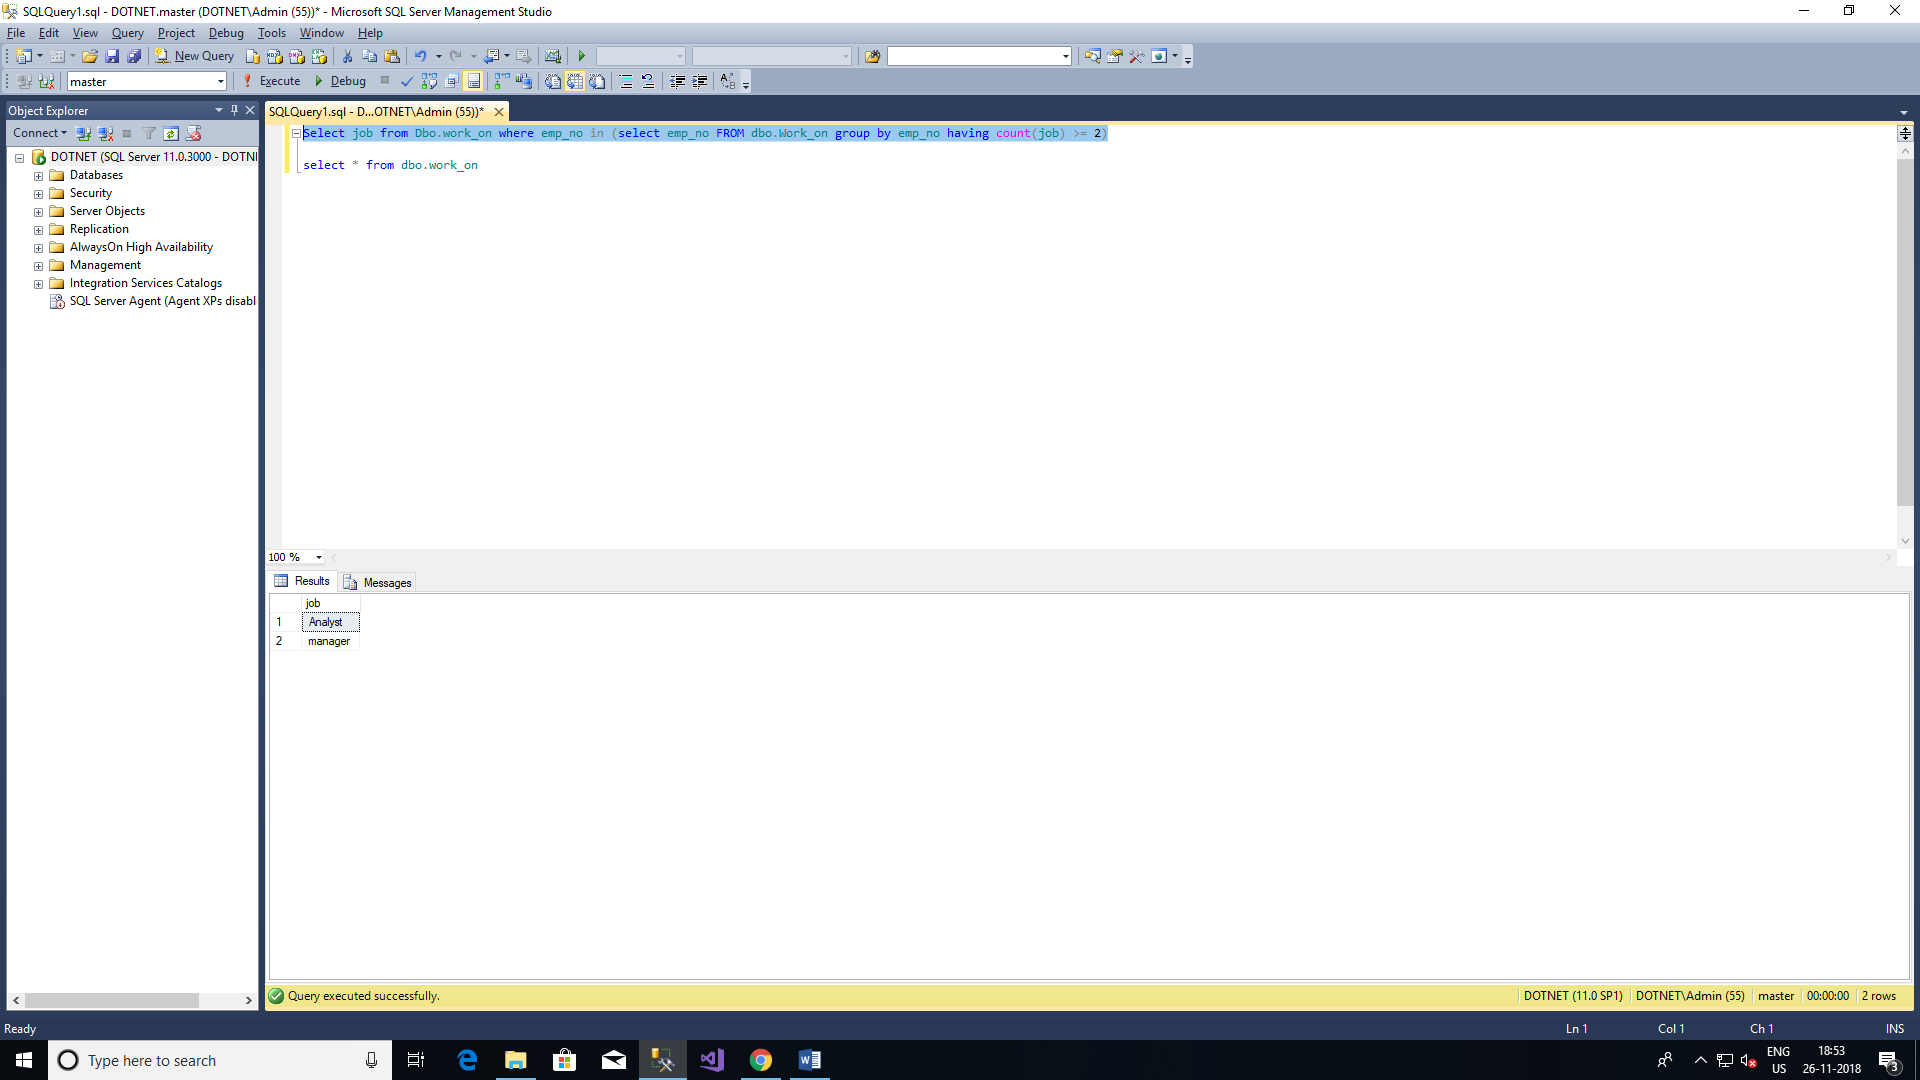 SQLQuery1.sql - DOTNET.master (DOTNET\Admin (55))* - Microsoft SQL Server Management Studio
File Edit View Query Project Debug Tools Window Help
New Query
master Execute Debug
Object Explorer
Connect
DOTNET (SQL Server 11.0.3000 - DOTNI
Databases
Security
Server Objects
Replication
AlwaysOn High Availability
Management
Integration Services Catalogs
SQL Server Agent (Agent XPs disabl
SQLQuery1.sql - D...OTNET\Admin (55))*
Select job from Dbo.work_on where emp_no in (select emp_no FROM dbo.Work_on group by emp_no having count(job) >= 2)
select * from dbo.work_on
100 %
Results Messages
job
1 Analyst
2 manager
Query executed successfully. DOTNET (11.0 SP1) DOTNET\Admin (55) master 00:00:00 2 rows
Ready Ln 1 Col 1 Ch 1 INS
Type here to search
ENG
US
18:53
26-11-2018
3